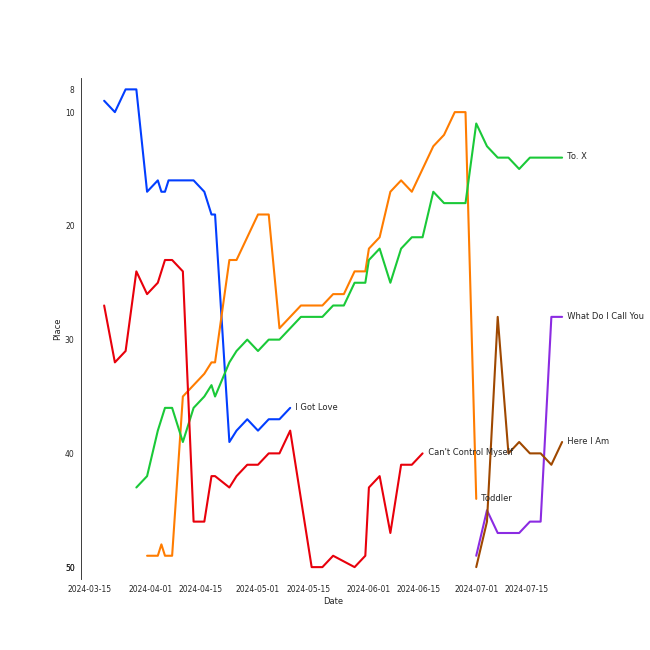 8
10
To. X
20
What Do I Call You
Place
30
I Got Love
Here I Am
40
Can't Control Myself
Toddler
50
2024-03-15 2024-04-01 2024-04-15 2024-05-01 2024-05-15 2024-06-01 2024-06-15 2024-07-01 2024-07-15
Date